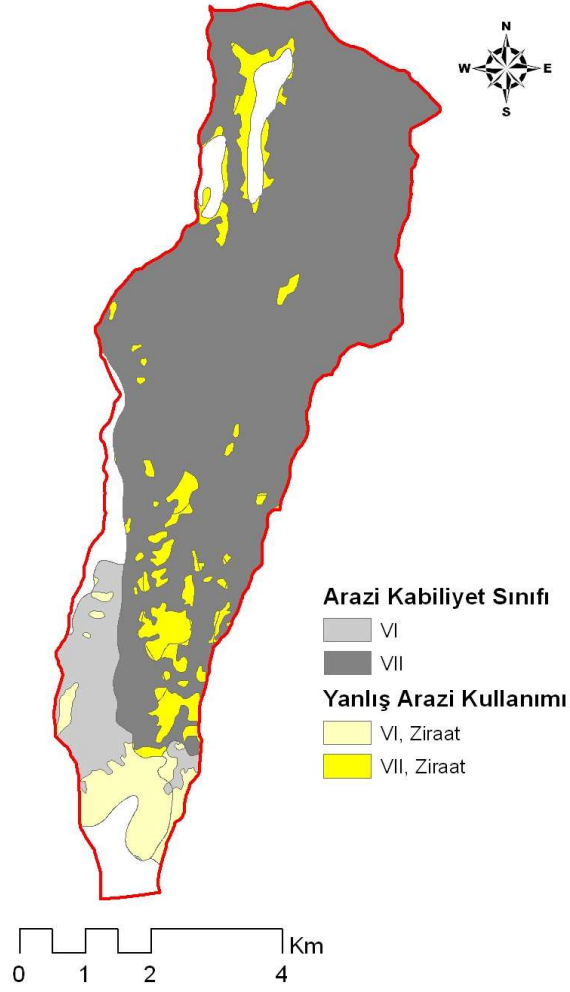 N
W E
S
Arazi Kabiliyet Sınıfı
VI
VII
Yanlış Arazi Kullanımı
VI, Ziraat
VII, Ziraat
Km
0 1 2 4